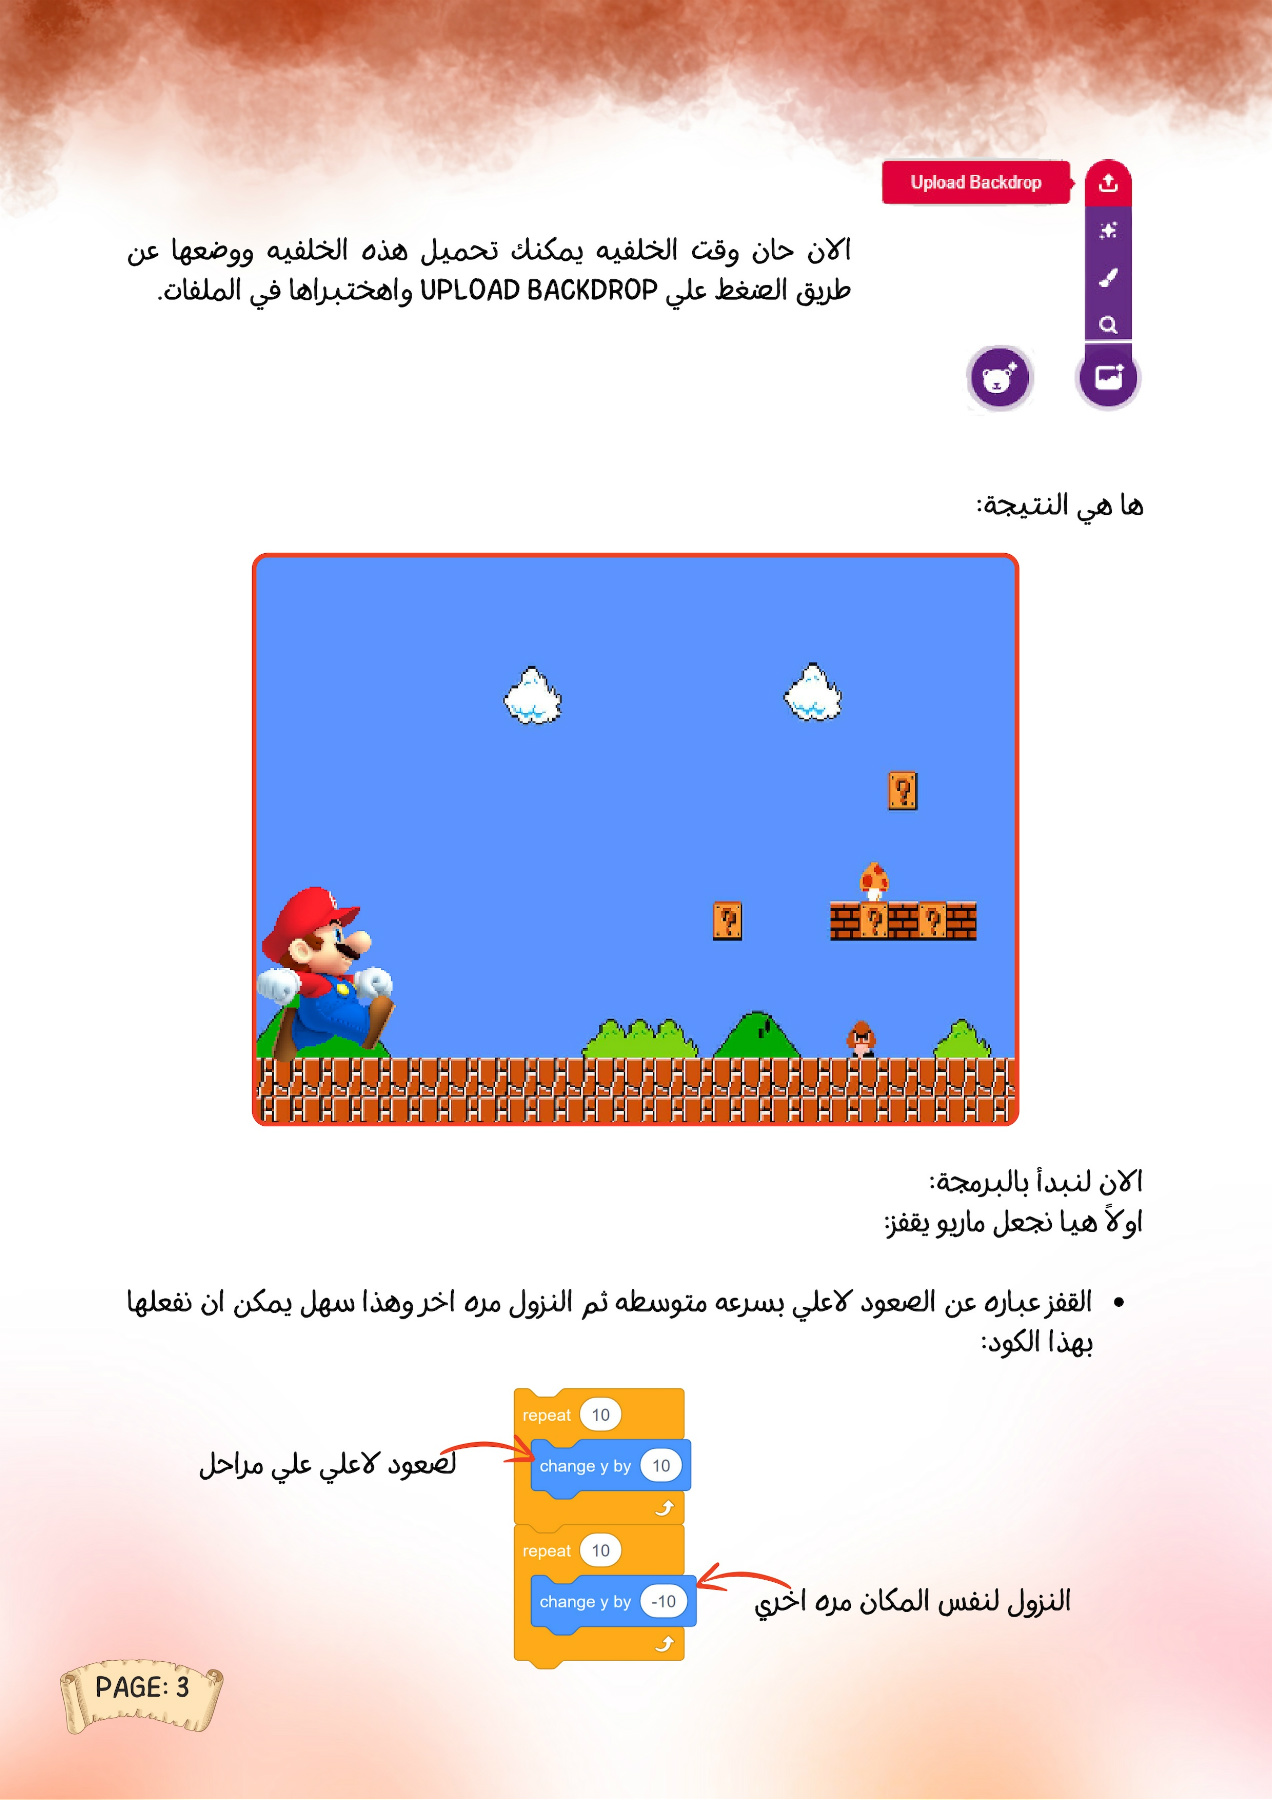 Upload Backdrop
الان حان وقت الخلفيه يمكنك تحميل هذه الخلفيه ووضعها عن
طريق الضغط علي UPLOAD BACKDROP واهختبراها في الملفات.
ها هي النتيجة:
? 
? 
? ?
الان لنبدأ بالبرمجة:
اولاً هيا نجعل ماريو يقفز:
• القفز عباره عن الصعود لاعلي بسرعه متوسطه ثم النزول مره اخر وهذا سهل يمكن ان نفعلها
بهذا الكود:
repeat 10
change y by 10
لصعود لاعلي علي مراحل
repeat 10
change y by -10
النزول لنفس المكان مره اخري
PAGE: 3